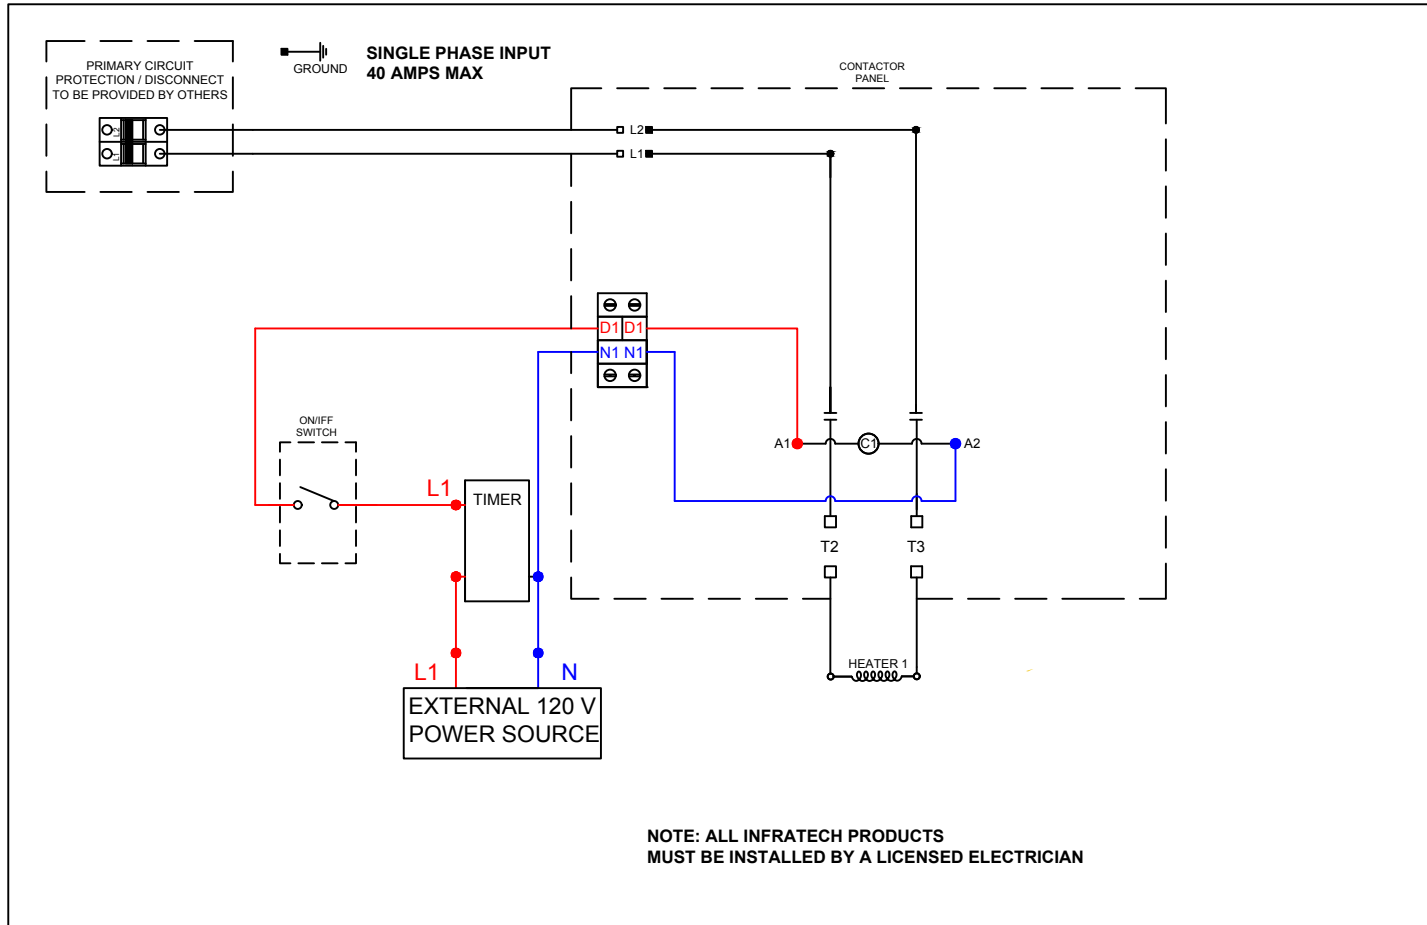 PRIMARY CIRCUIT
PROTECTION / DISCONNECT
TO BE PROVIDED BY OTHERS
L2
L1
GROUND
SINGLE PHASE INPUT
40 AMPS MAX
CONTACTOR
PANEL
L2
L1
D1 D1
N1 N1
ON/IFF
SWITCH
A1
C1
A2
L1
TIMER
T2
T3
L1
N
HEATER 1
EXTERNAL 120 V
POWER SOURCE
NOTE: ALL INFRATECH PRODUCTS
MUST BE INSTALLED BY A LICENSED ELECTRICIAN